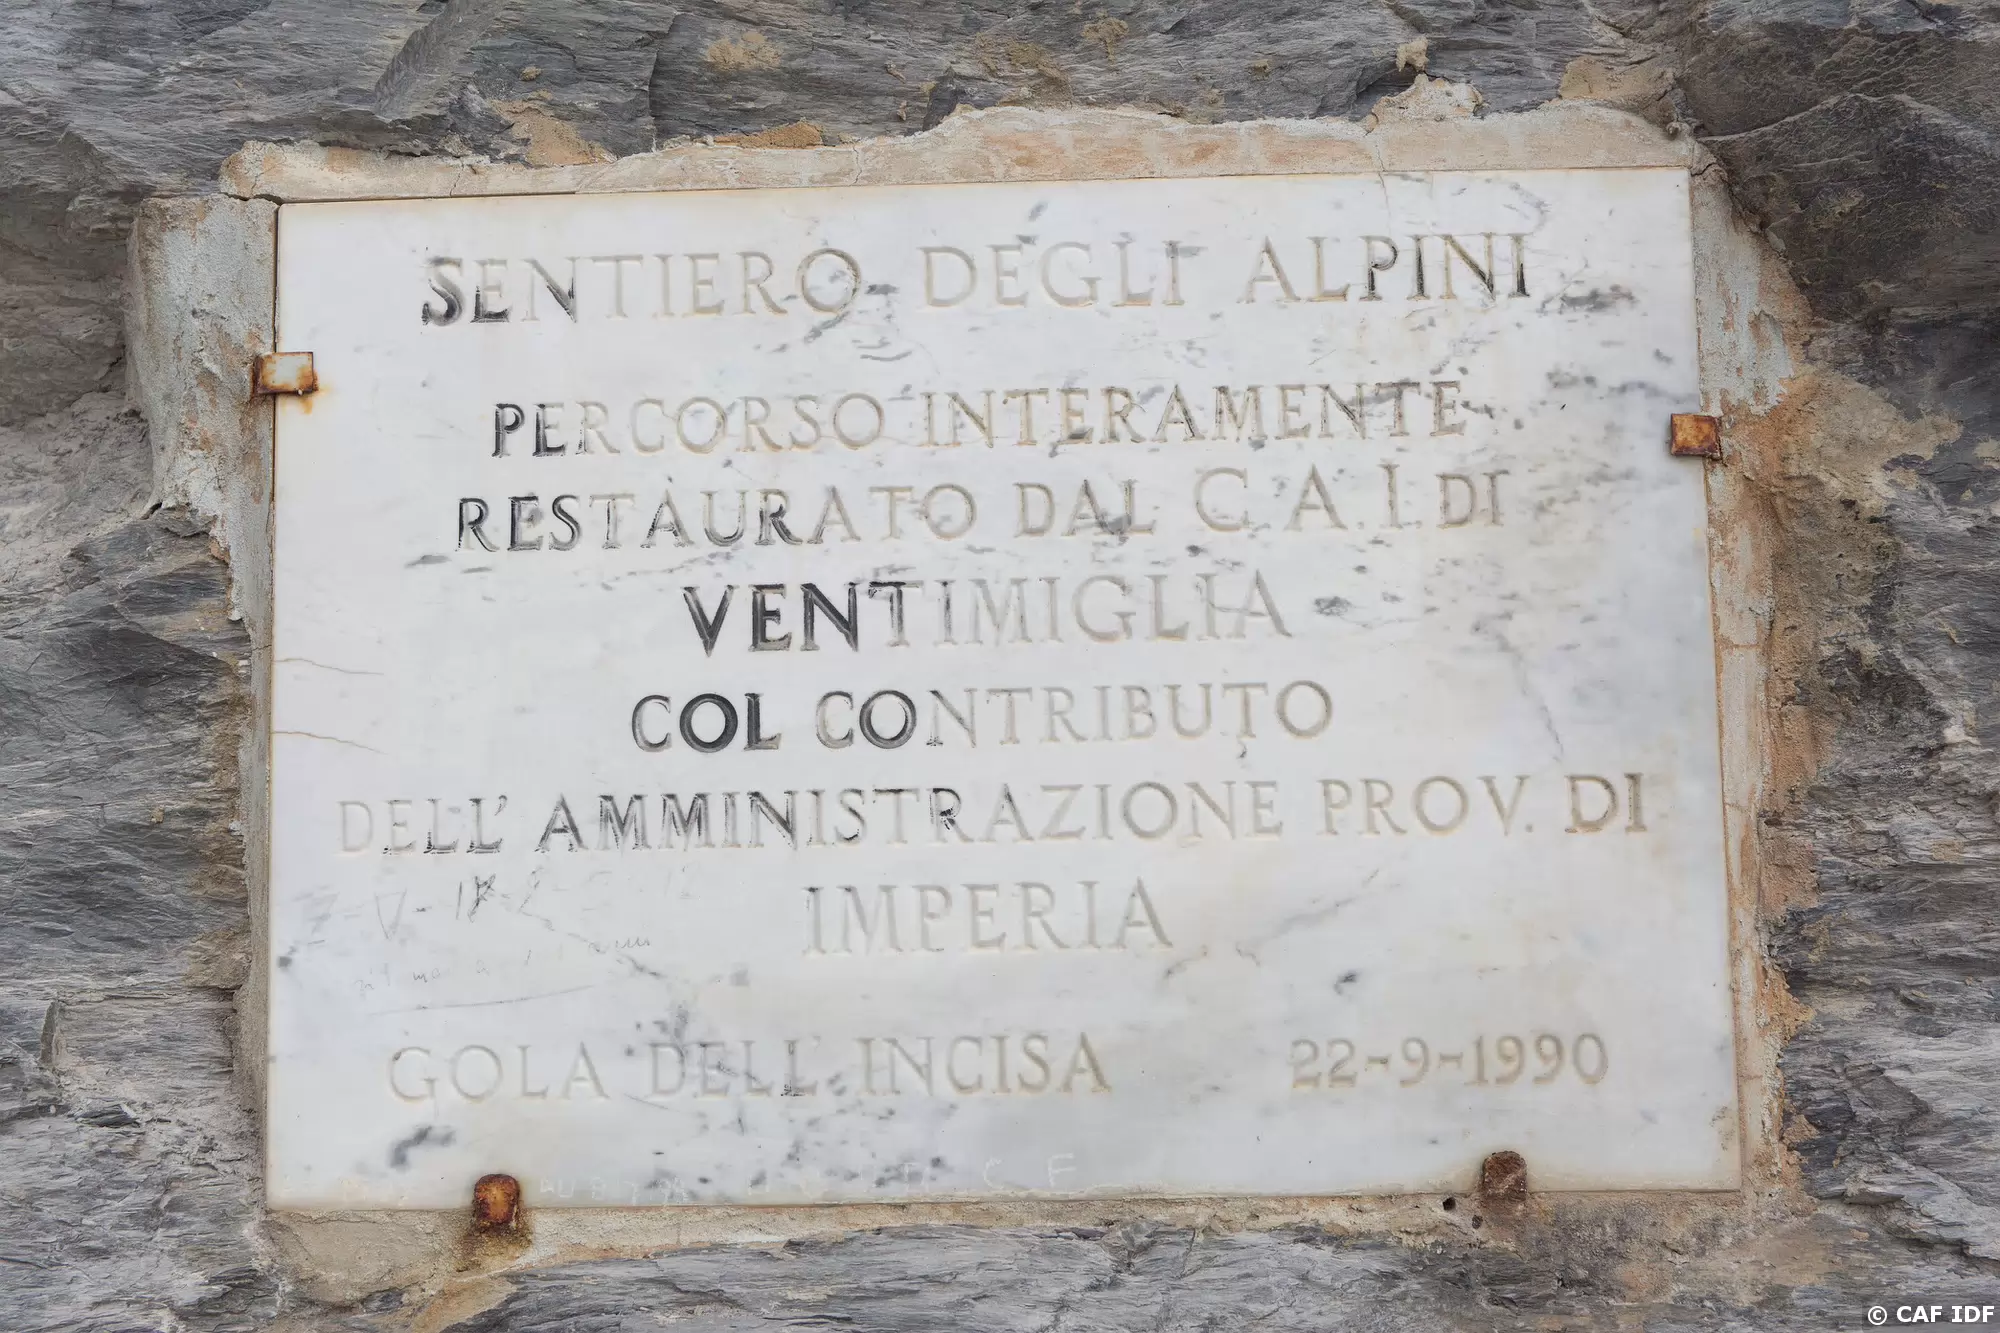 SENTIERO DEGLI ALPINI
PERCORSO INTERAMENTE
RESTAURATO DAL C.A.I. DI
VENTIMIGLIA
COL CONTRIBUTO
DELL' AMMINISTRAZIONE PROV. DI
IMPERIA
GOLA DELL' INCISA 22-9-1990
© CAF IDF